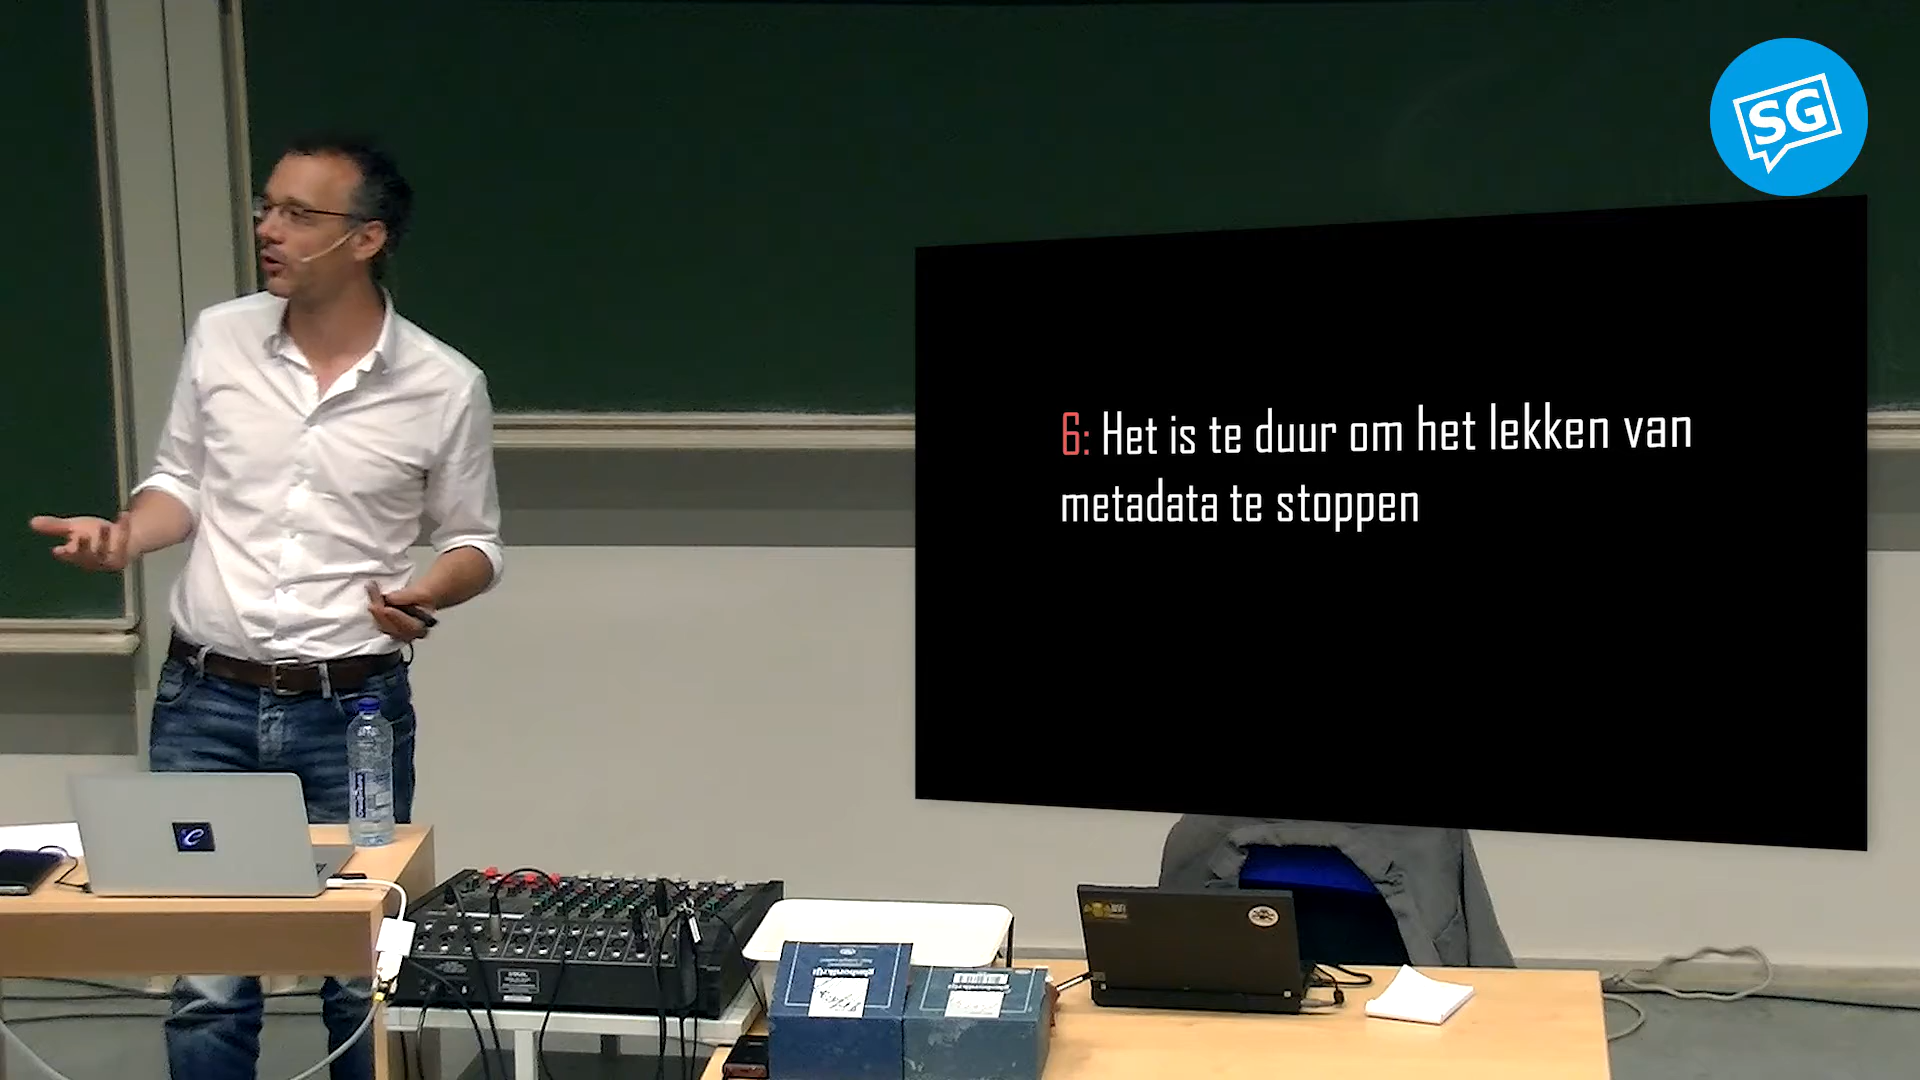 SG
6: Het is te duur om het lekken van
metadata te stoppen